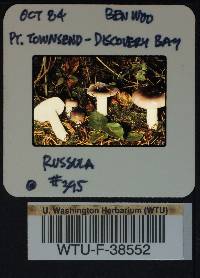 OCT 84 BEN WOO
PT. TOWNSEND - DISCOVERY BAY
RUSSULA
#395
U. Washington Herbarium (WTU)
WTU-F-38552